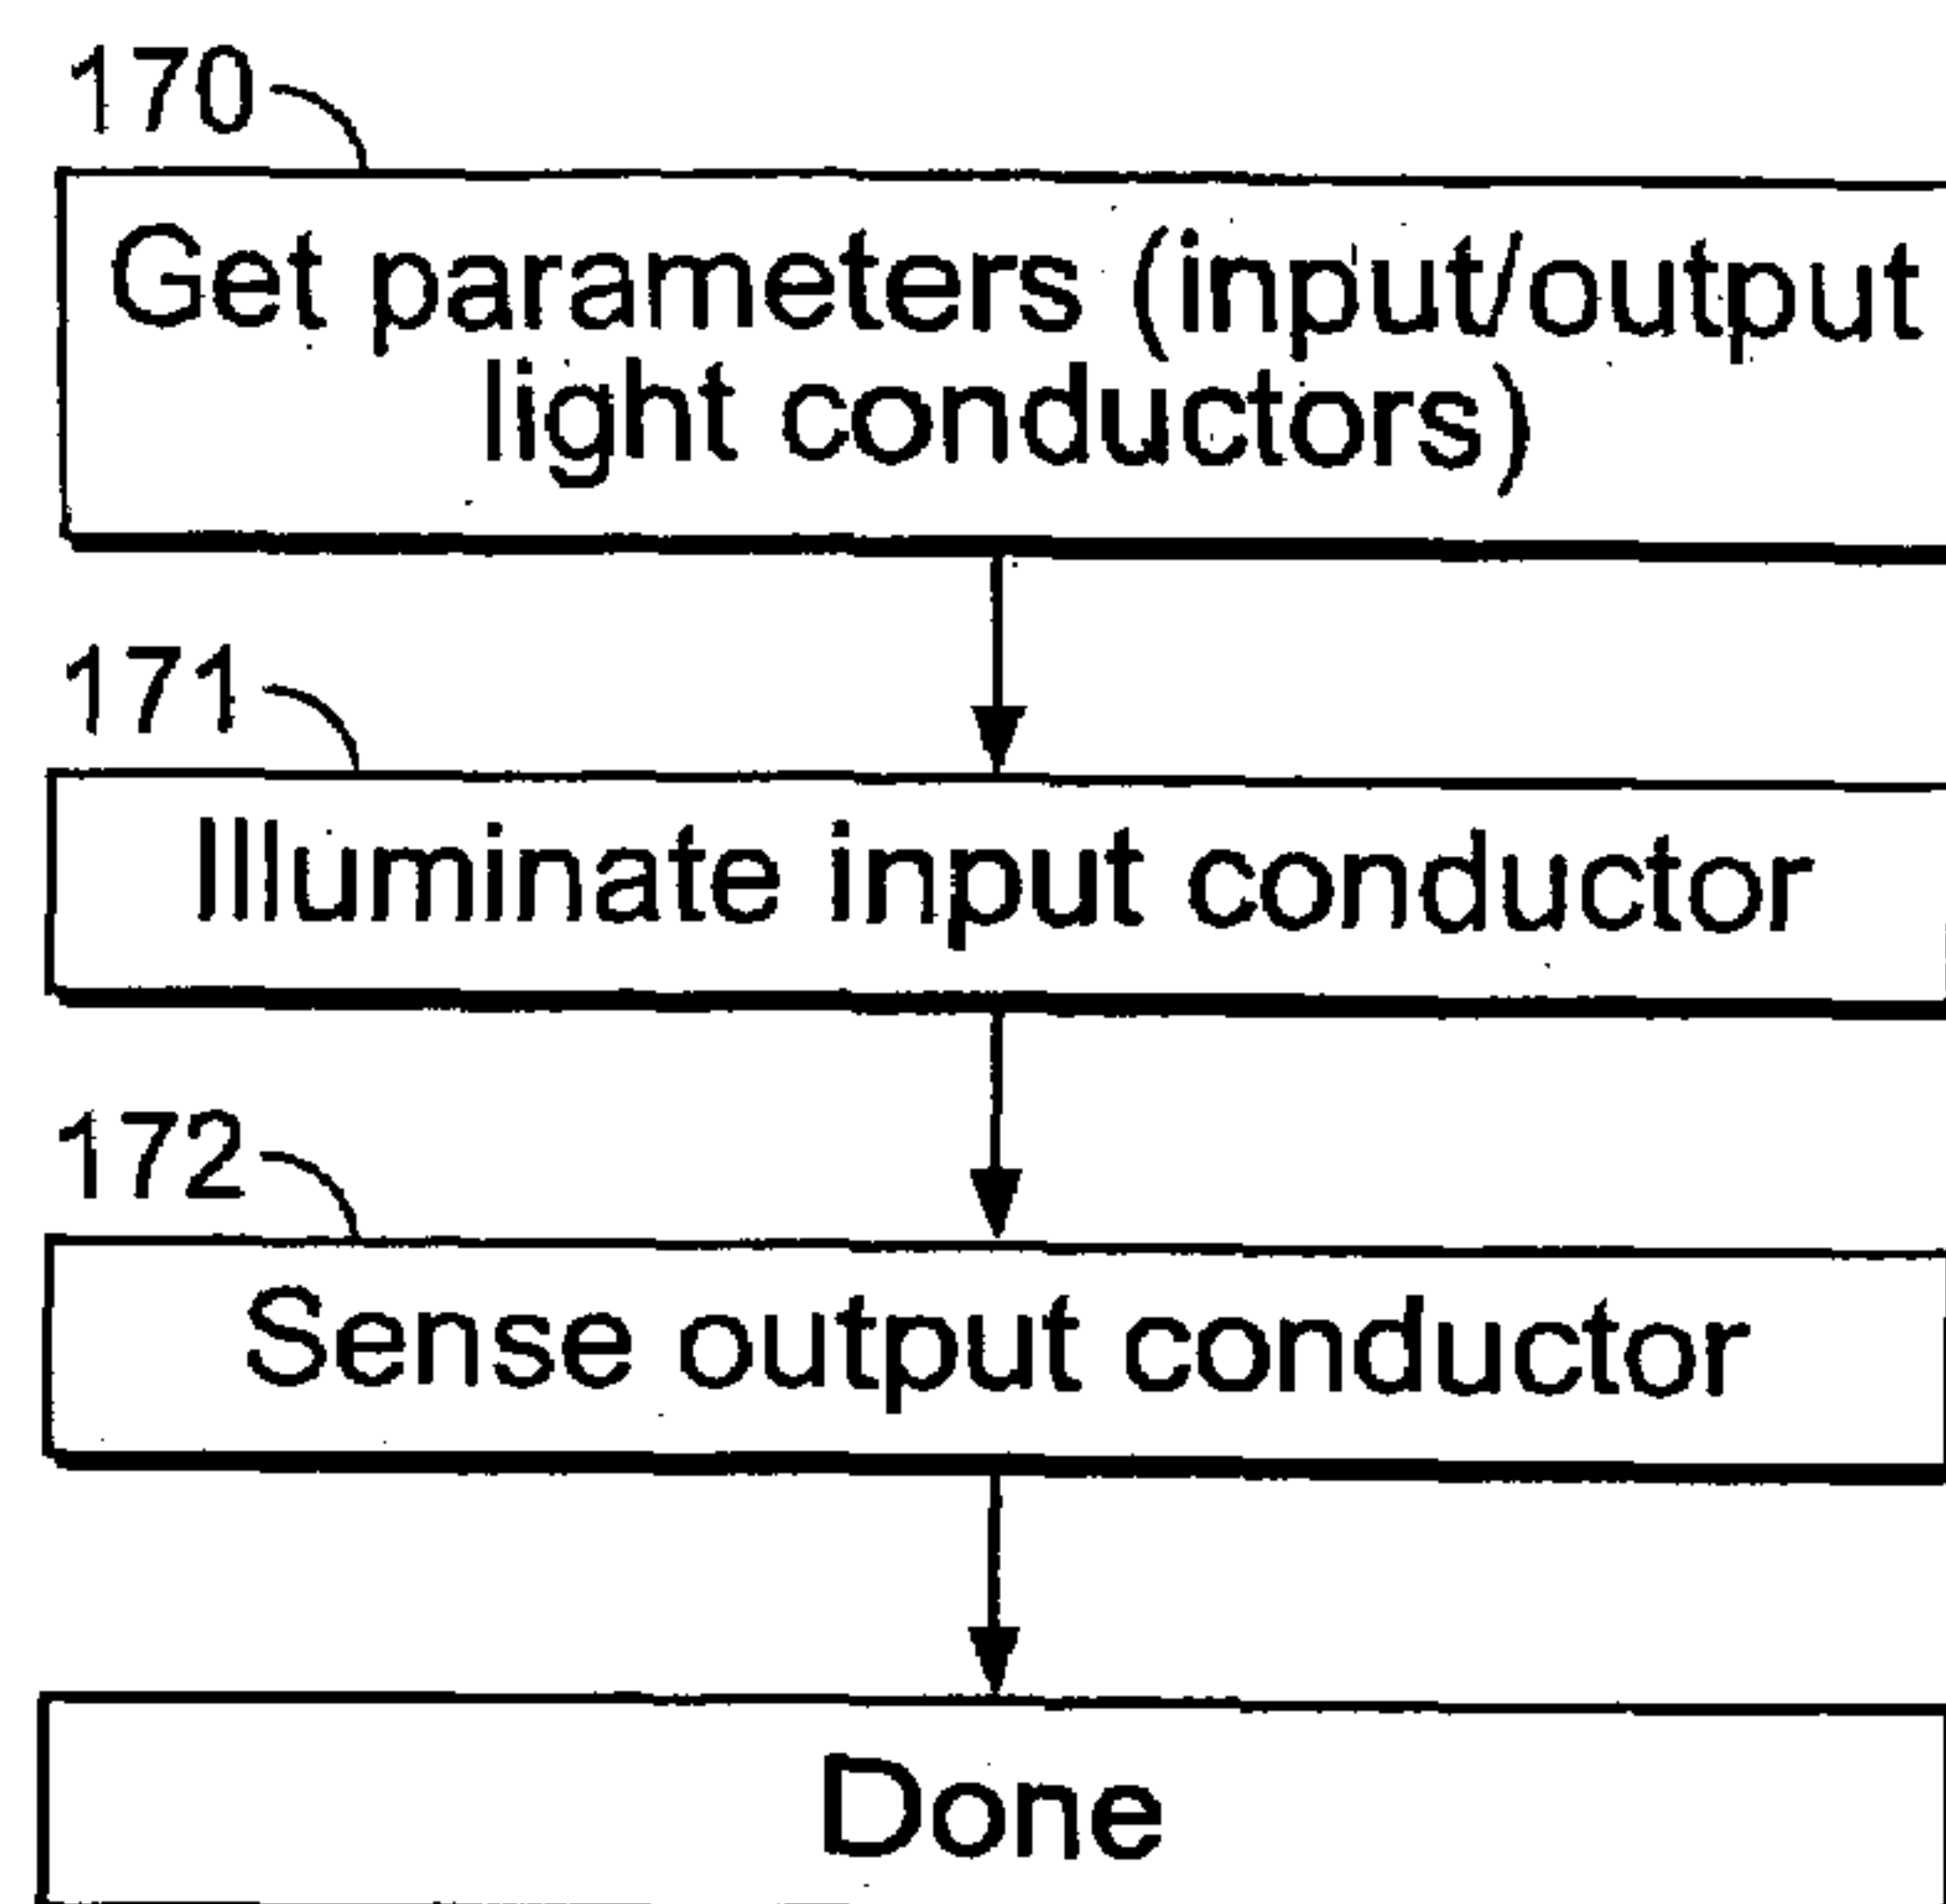 170
Get parameters (input/output
light conductors)
171
Illuminate input conductor
172
Sense output conductor
Done